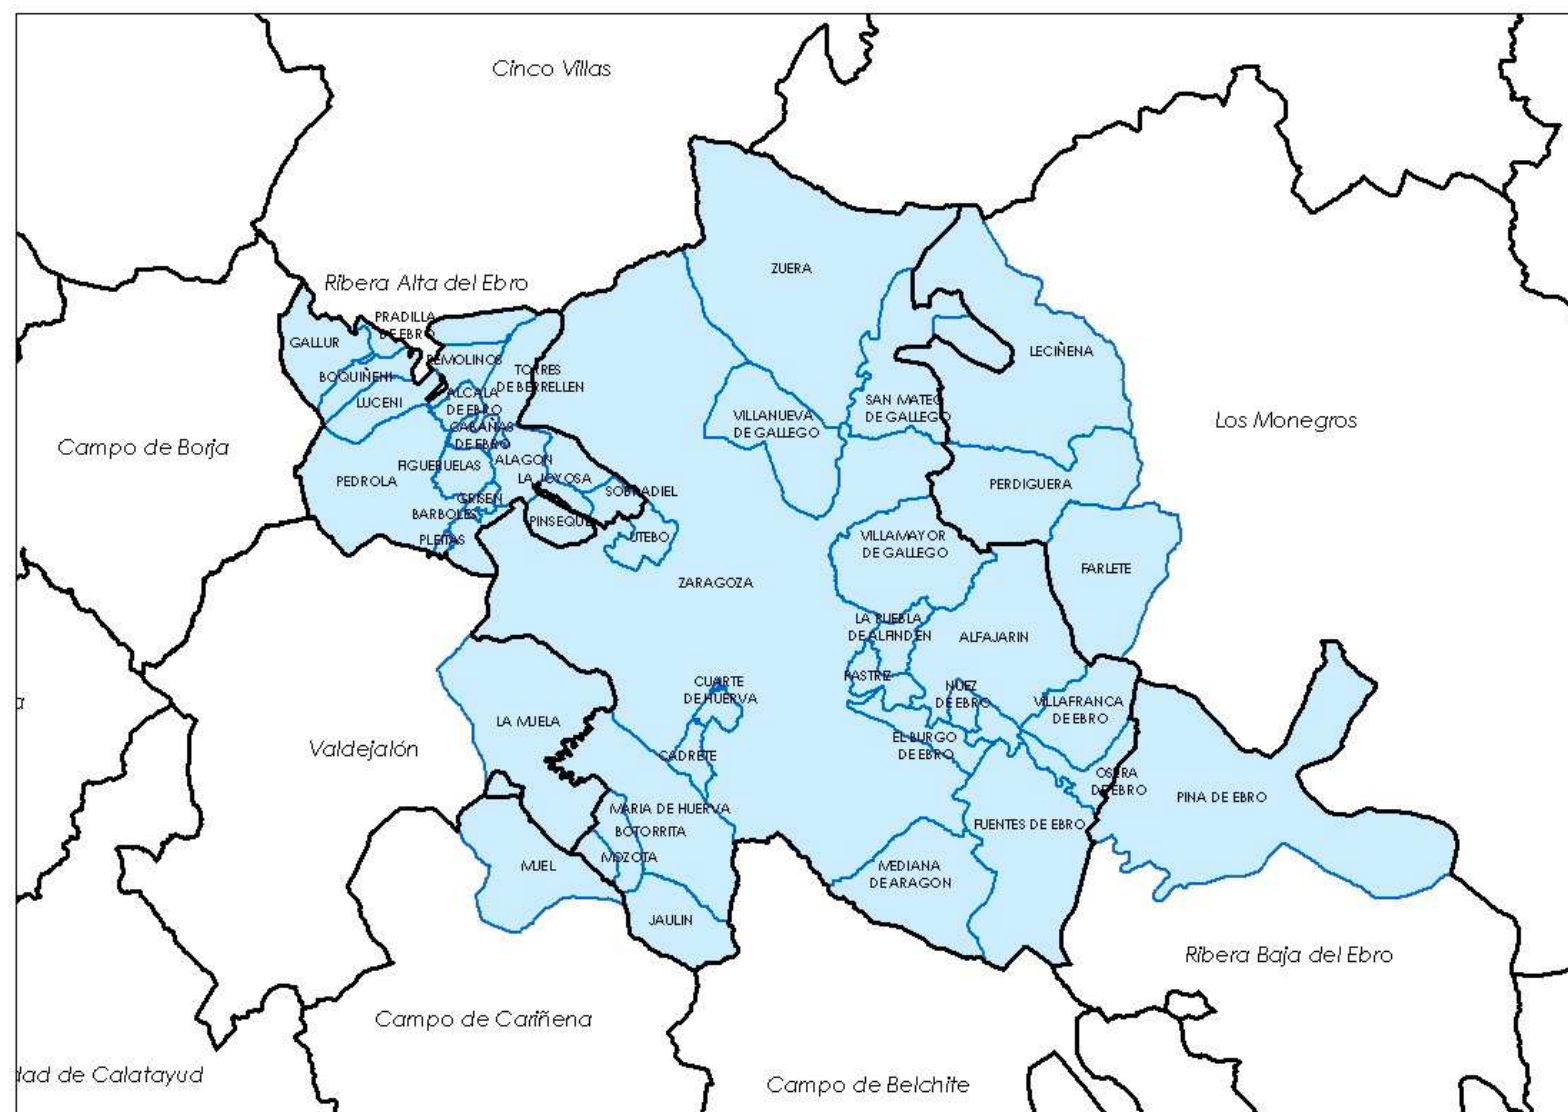 Cinco Villas
ZUERA
Ribera Alta del Ebro
PRADILLA
DE EBRO
GALLUR
REMOLINOS
LECIÑENA
TORRES
DE BERRELLEN
BOQUIÑENI
ALCALA
DE EBRO
LUCENI
SAN MATEO
DE GALLEGO
VILLANUEVA
DE GALLEGO
Los Monegros
Campo de Borja
CABAÑAS
DE EBRO
FIGUERUELAS
ALAGON
PEDROLA
LA JOYOSA
PERDIGUERA
SOBRADIEL
GRISEN
BARBOLES
PINSEQUE
PLEITAS
UTEBO
VILLAMAYOR
DE GALLEGO
FARLETE
ZARAGOZA
LA PUEBLA
DE ALFINDEN
ALFAJARIN
PASTRIZ
CUARTE
DE HUERVA
NUEZ
DE EBRO
VILLAFRANCA
DE EBRO
LA MUELA
Valdejalón
EL BURGO
DE EBRO
CADRETE
OSERA
DE EBRO
PINA DE EBRO
MARIA DE HUERVA
FUENTES DE EBRO
BOTORRITA
MOZOTA
MUEL
MEDIANA
DE ARAGON
JAULIN
Ribera Baja del Ebro
Campo de Cariñena
dad de Calatayud
Campo de Belchite
a